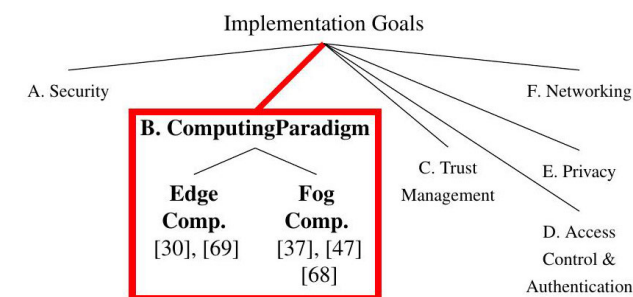 Implementation Goals
A. Security
F. Networking
B. ComputingParadigm
Edge
Comp.
[30], [69]
Fog
Comp.
[37], [47]
[68]
C. Trust
Management
E. Privacy
D. Access
Control &
Authentication